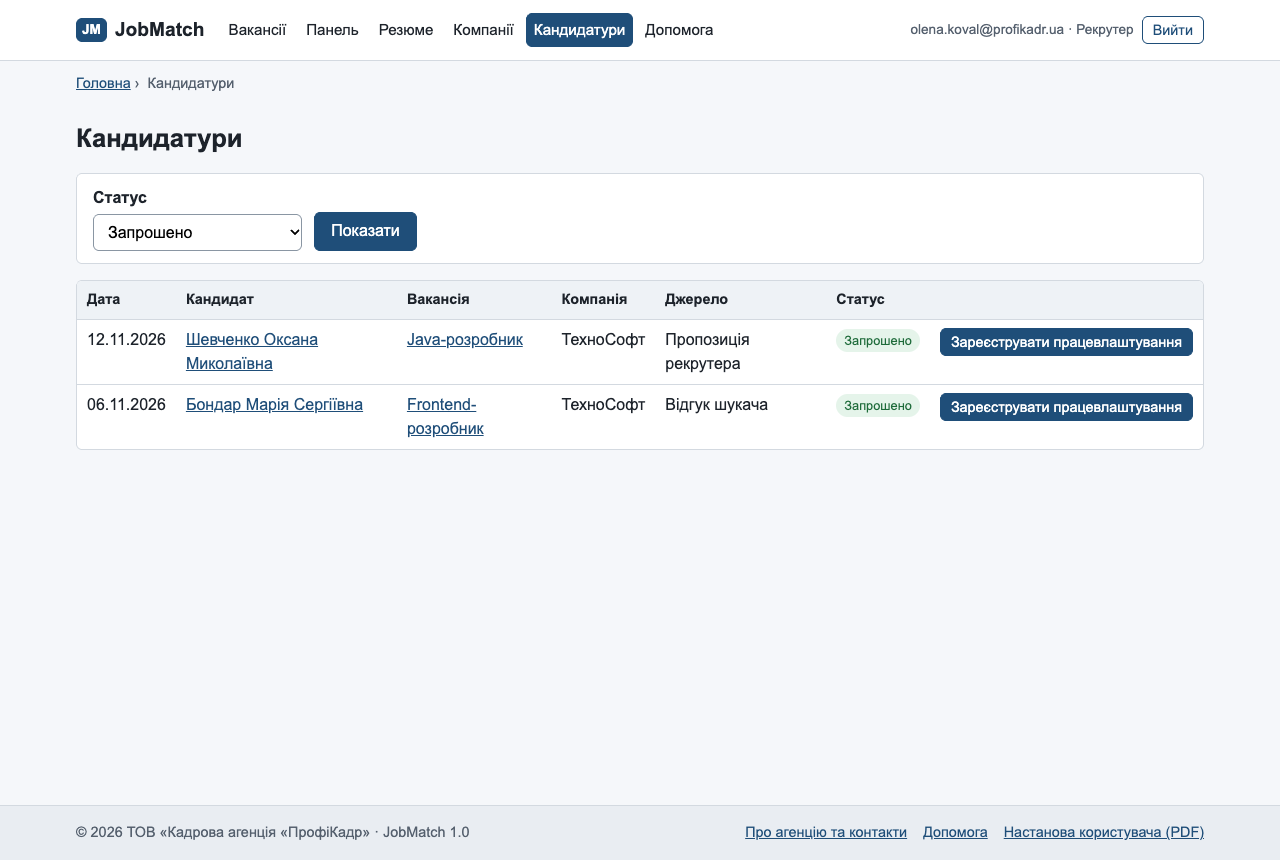 JM JobMatch Вакансії Панель Резюме Компанії Кандидатури Допомога olena.koval@profikadr.ua · Рекрутер Вийти
Головна › Кандидатури
Кандидатури
Статус
Запрошено Показати
Дата Кандидат Вакансія Компанія Джерело Статус
12.11.2026 Шевченко Оксана Java-розробник ТехноСофт Пропозиція Запрошено Зареєструвати працевлаштування
Миколаївна рекрутера
06.11.2026 Бондар Марія Сергіївна Frontend- ТехноСофт Відгук шукача Запрошено Зареєструвати працевлаштування
розробник
© 2026 ТОВ «Кадрова агенція «ПрофіКадр» · JobMatch 1.0 Про агенцію та контакти Допомога Настанова користувача (PDF)